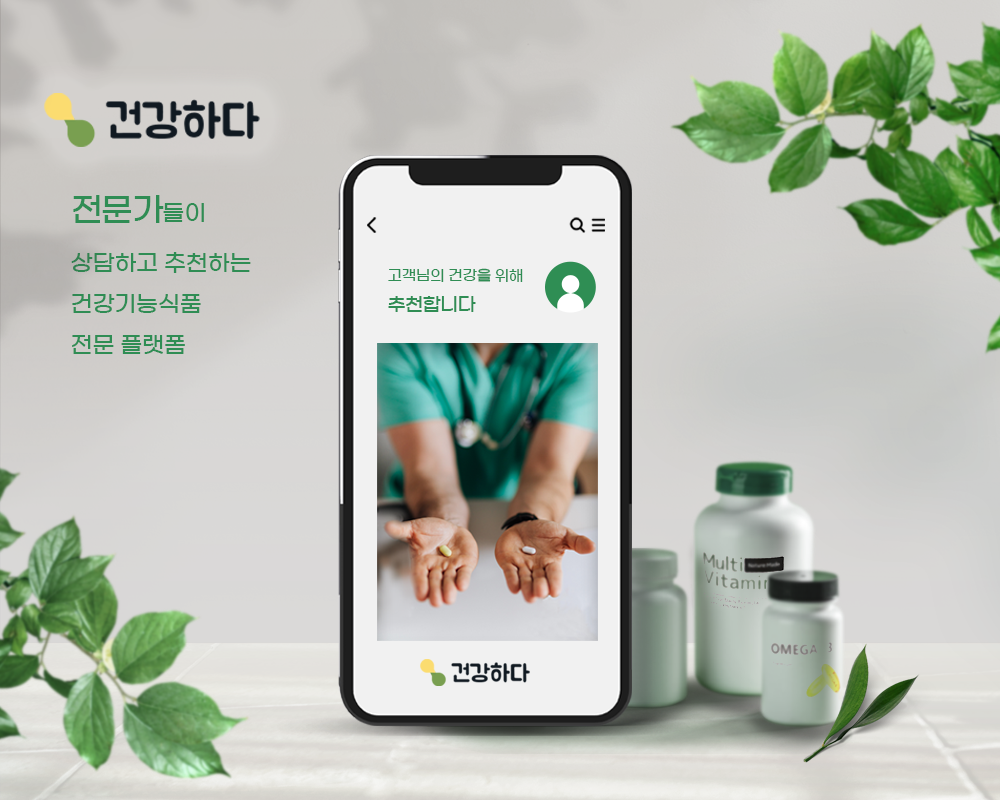 건강하다
전문가들이
상담하고 추천하는
건강기능식품
전문 플랫폼
고객님의 건강을 위해
추천합니다
건강하다
Multi
Vitamin
Nature Made
OMEGA 3